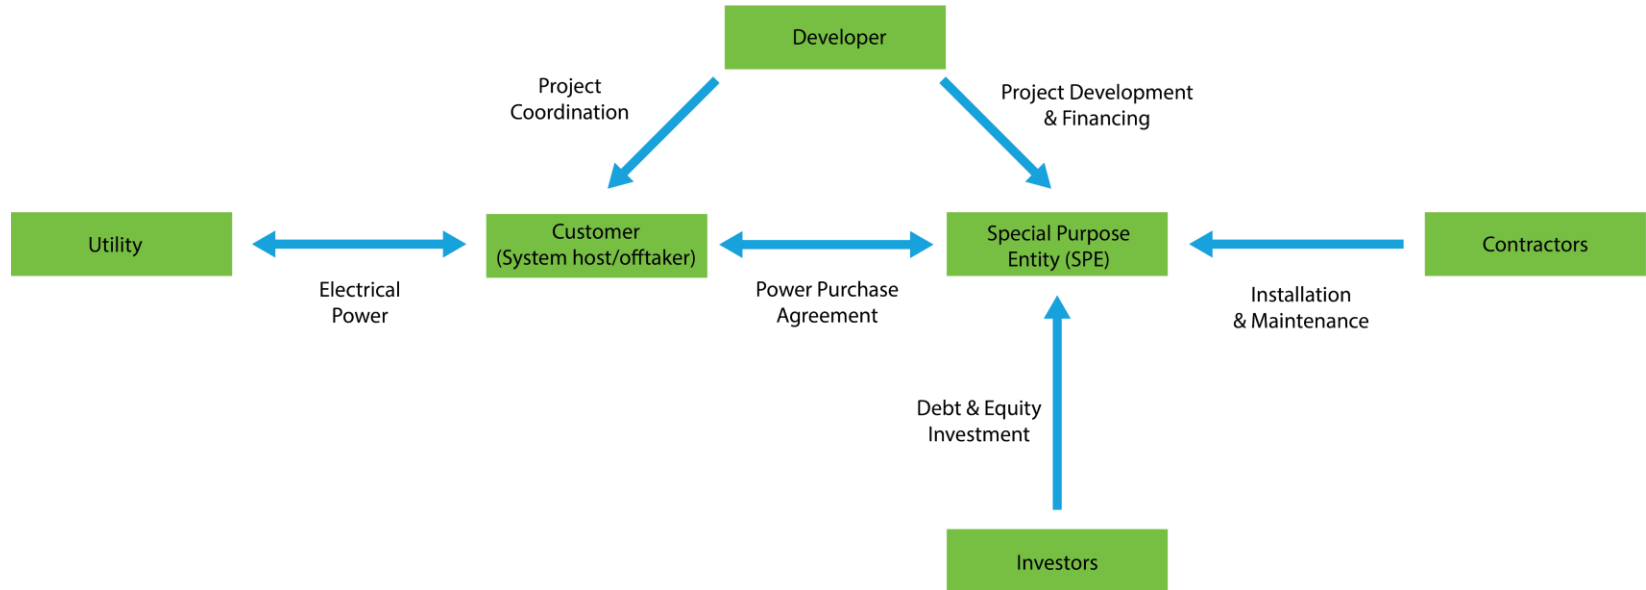 Developer
Project
Coordination
Project Development
& Financing
Utility
Customer
(System host/offtaker)
Special Purpose
Entity (SPE)
Contractors
Electrical
Power
Power Purchase
Agreement
Installation
& Maintenance
Debt & Equity
Investment
Investors